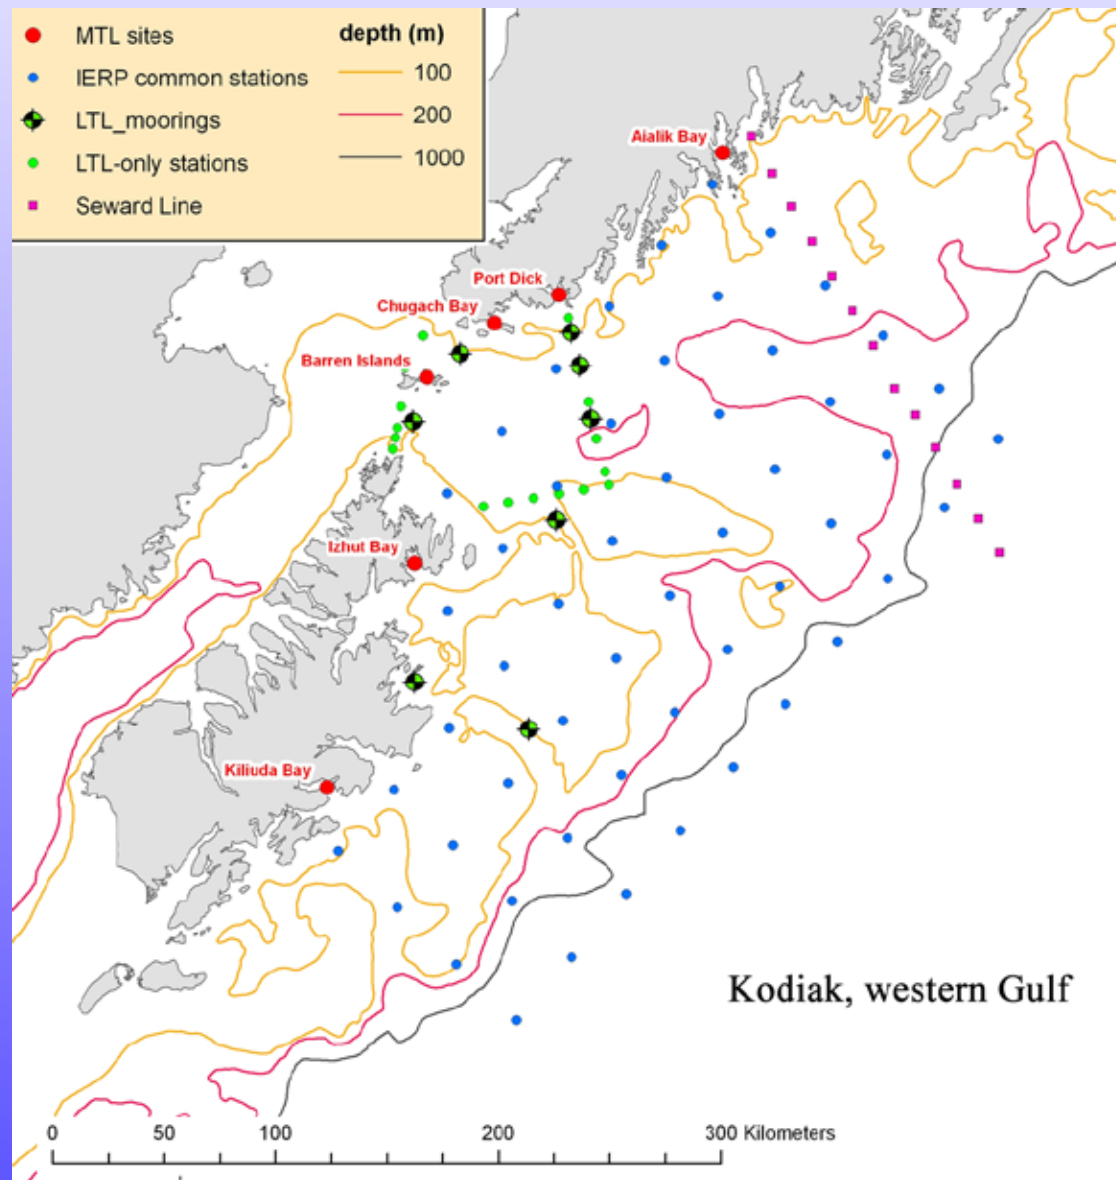 MTL sites
IERP common stations
LTL_moorings
LTL-only stations
Seward Line
depth (m)
100
200
1000
Aialik Bay
Port Dick
Chugach Bay
Barren Islands
Izhut Bay
Kiliuda Bay
Kodiak, western Gulf
0 50 100 200 300 Kilometers